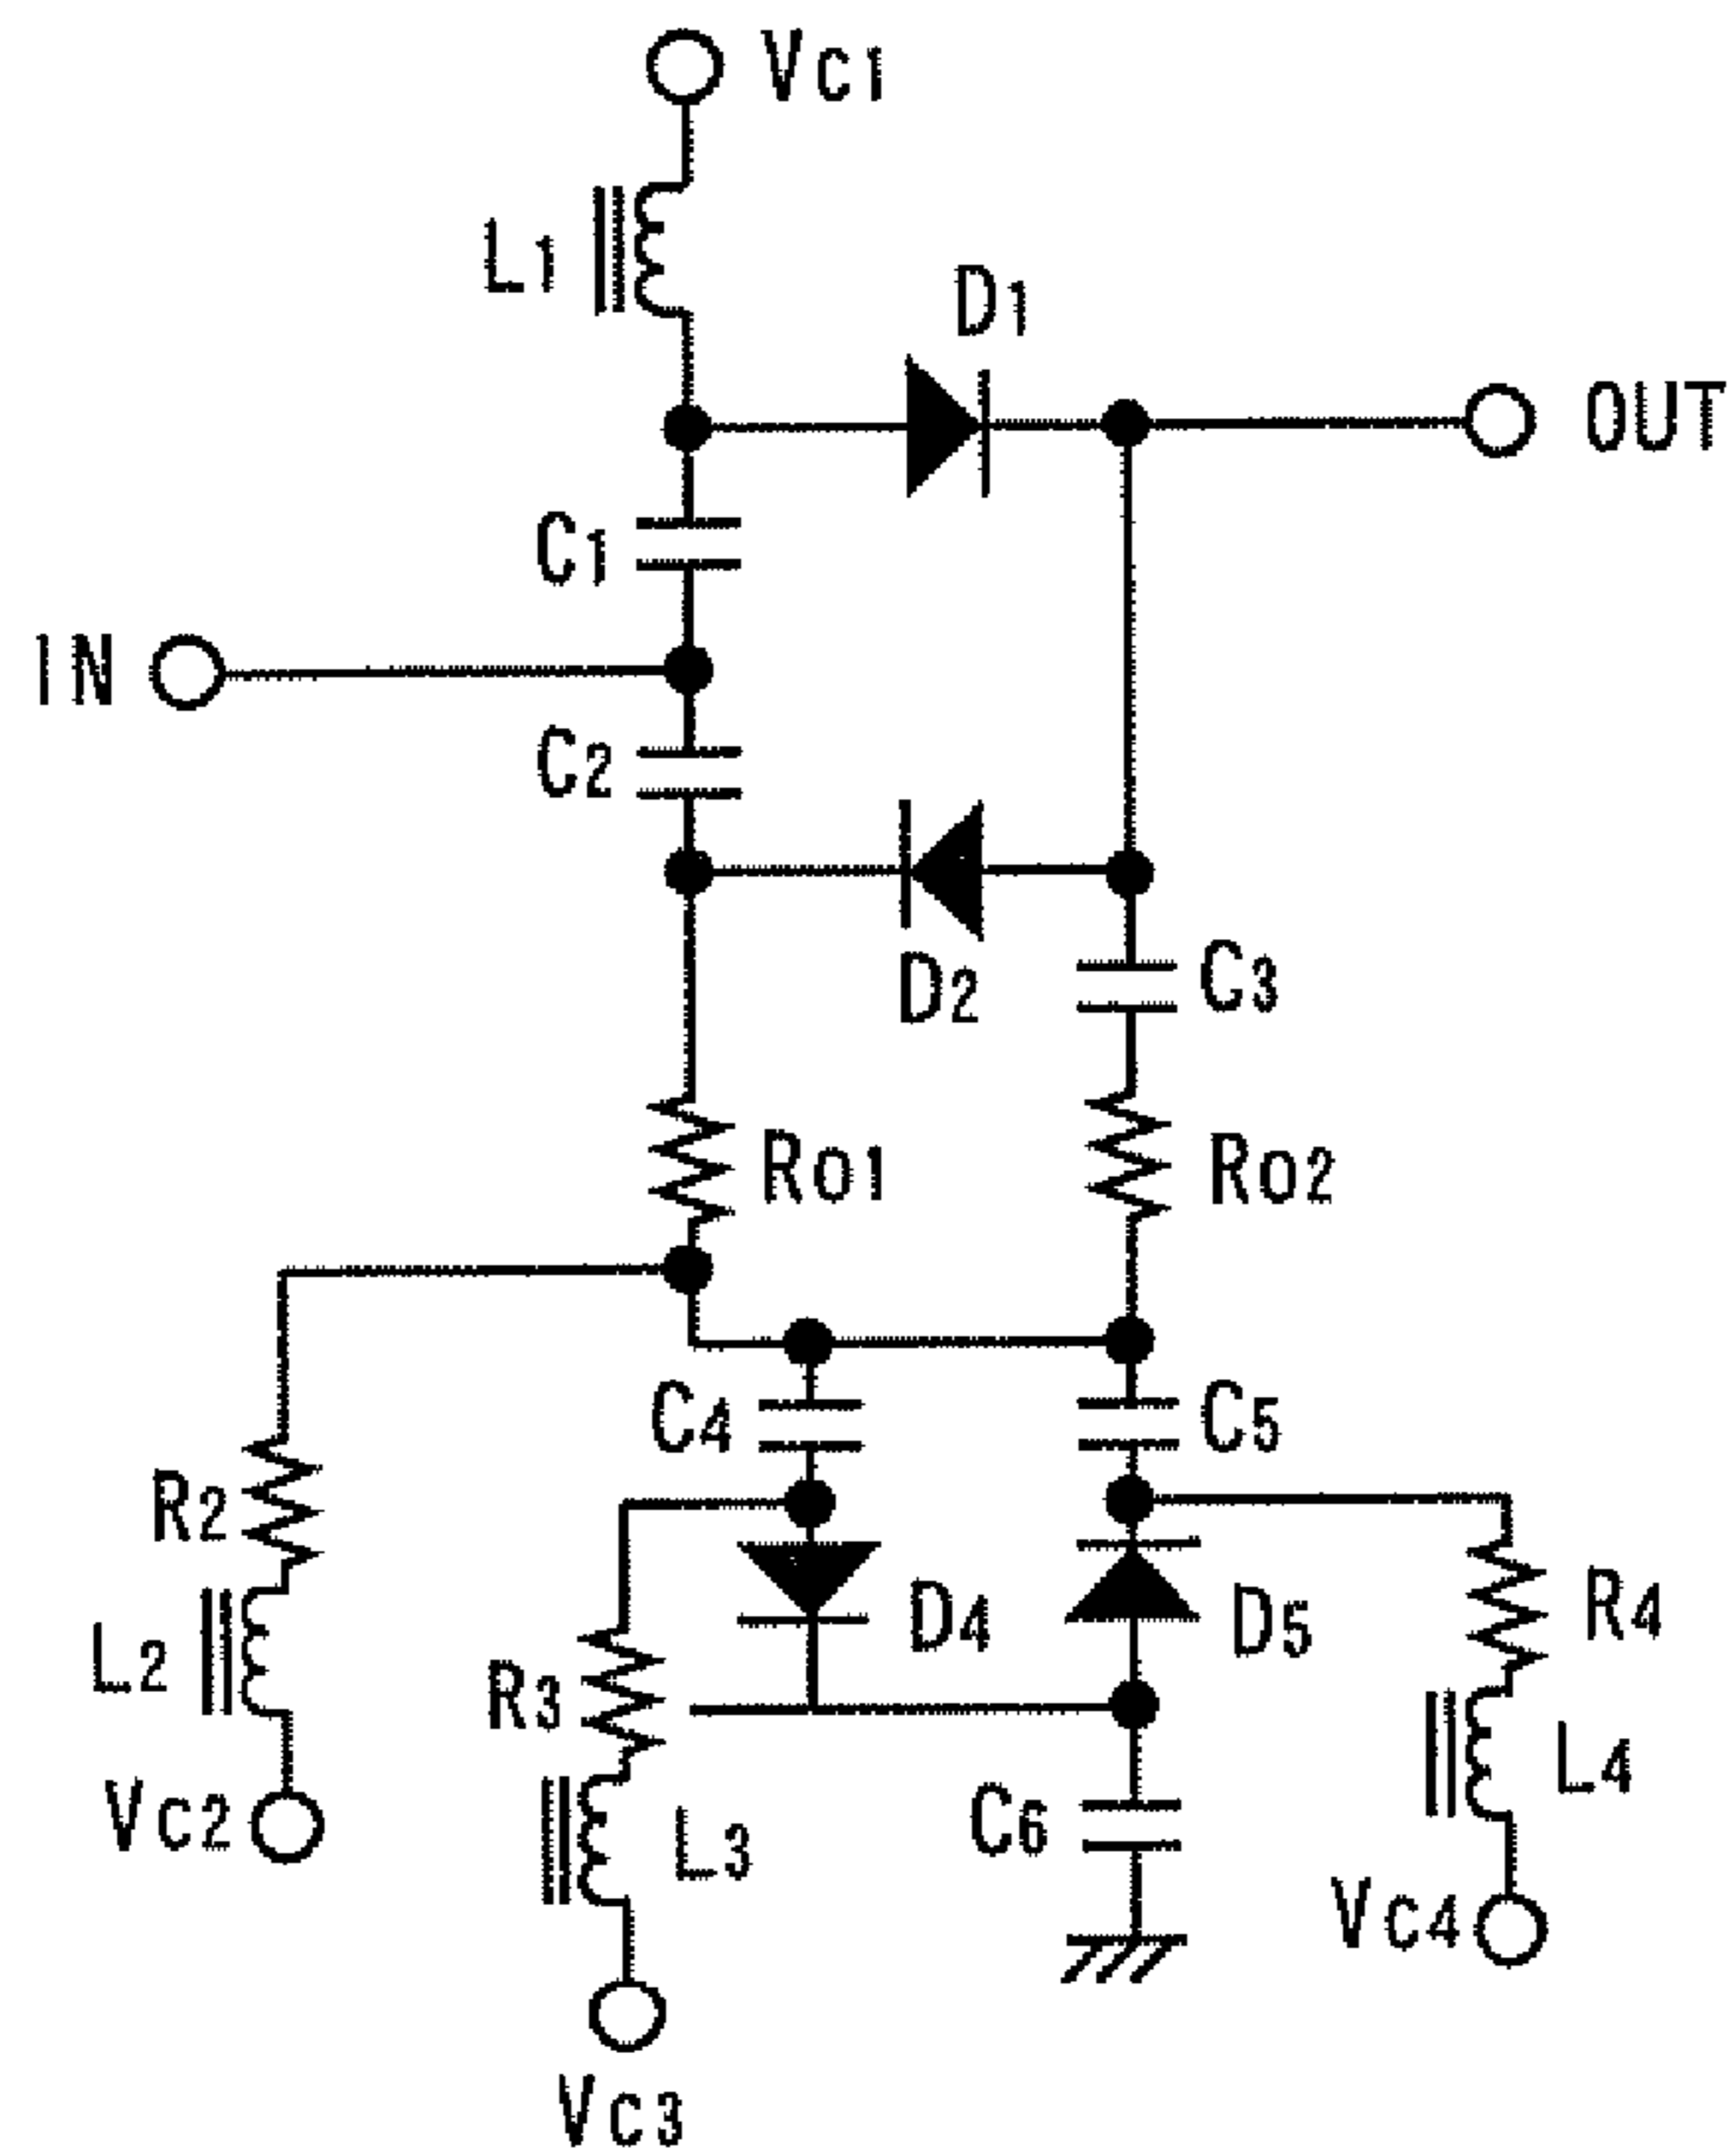 Vc1
L1
D1
OUT
C1
IN
C2
D2
C3
Ro1
Ro2
C4
C5
R2
D4
D5
R4
L2
R3
L4
Vc2
C6
L3
Vc4
Vc3